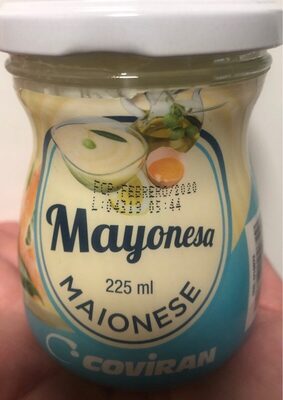 FCP:FEBRERO/2020
L:04319 05:44
Mayonesa
225 ml
MAIONESE
COVIRAN